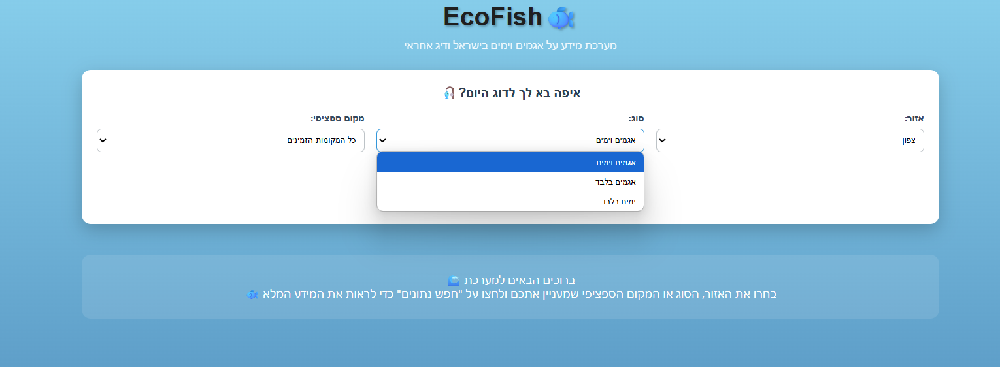 EcoFish 🐟
מערכת מידע על אגמים וימים בישראל ודיג אחראי
איפה בא לך לדוג היום? 🎣
אזור:
צפון
סוג:
אגמים וימים
אגמים וימים
אגמים בלבד
ימים בלבד
מקום ספציפי:
כל המקומות הזמינים
ברוכים הבאים למערכת 🌊
בחרו את האזור, הסוג או המקום הספציפי שמעניין אתכם ולחצו על "חפש נתונים" כדי לראות את המידע המלא 🐟